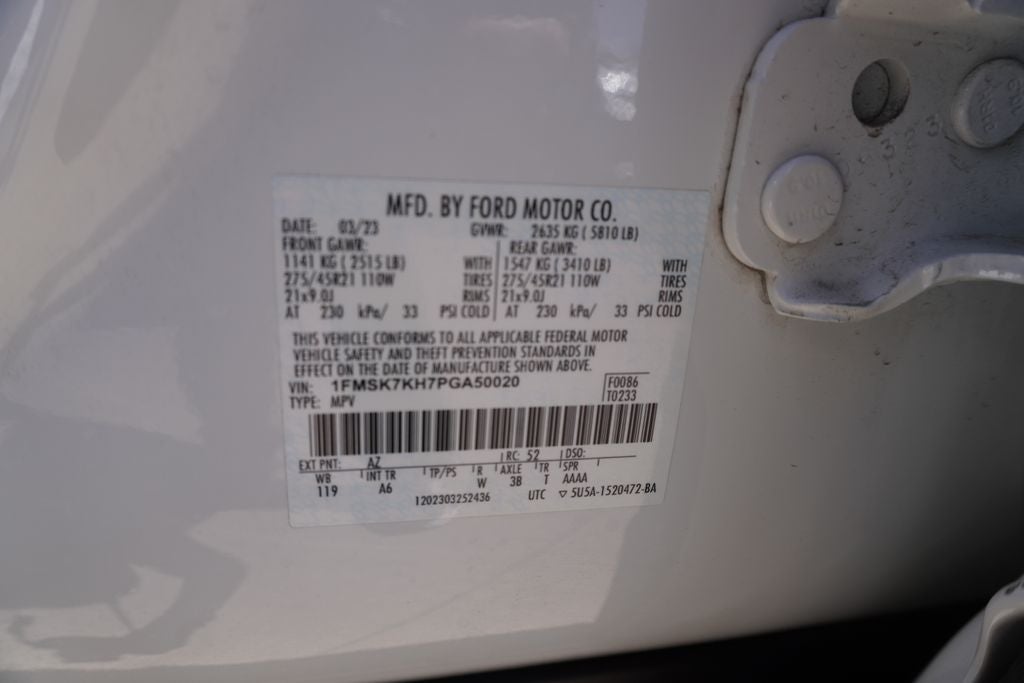 MFD. BY FORD MOTOR CO.
DATE: 03/23 GVWR: 2635 KG ( 5810 LB)
FRONT GAWR: REAR GAWR:
1141 KG ( 2515 LB) WITH 1547 KG ( 3410 LB) WITH
275/45R21 110W TIRES 275/45R21 110W TIRES
21x9.0J RIMS 21x9.0J RIMS
AT 230 kPa/ 33 PSI COLD AT 230 kPa/ 33 PSI COLD
THIS VEHICLE CONFORMS TO ALL APPLICABLE FEDERAL MOTOR
VEHICLE SAFETY AND THEFT PREVENTION STANDARDS IN
EFFECT ON THE DATE OF MANUFACTURE SHOWN ABOVE.
VIN: 1FMSK7KH7PGA50020 F0086
TYPE: MPV T0233
EXT PNT: AZ RC: 52 DSO:
WB INT TR TP/PS R AXLE TR SPR
119 A6 W 3B T AAAA
1202303252436 UTC ▽ 5U5A-1520472-BA